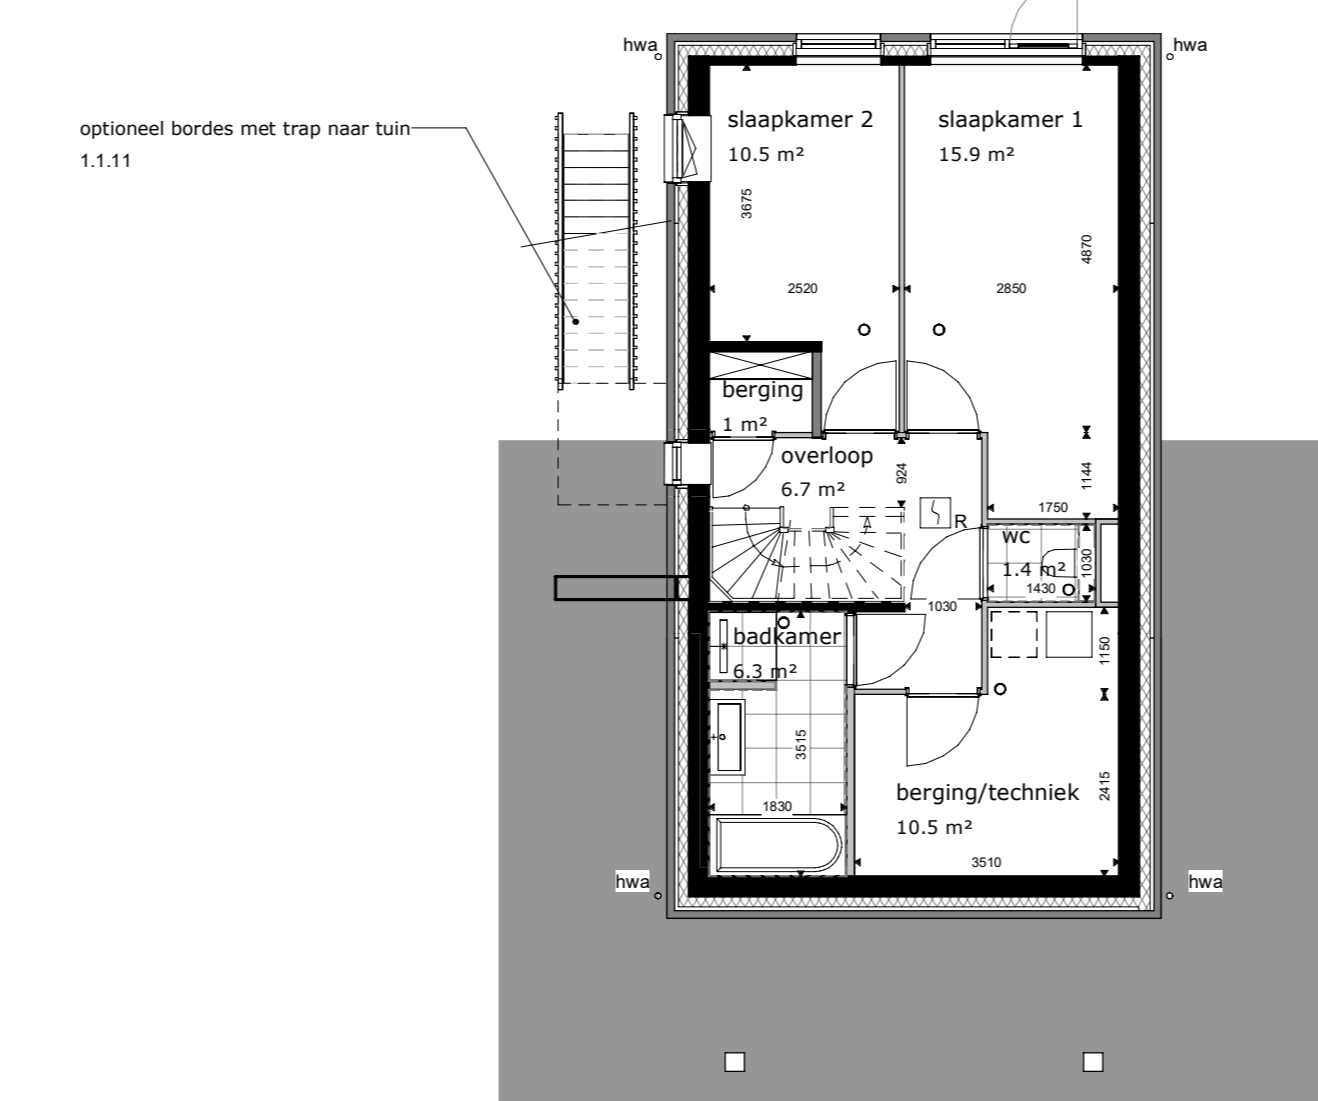 hwa
hwa
optioneel bordes met trap naar tuin
1.1.11
slaapkamer 2
10.5 m²
slaapkamer 1
15.9 m²
3675
4870
2520
2850
berging
1 m²
overloop
6.7 m²
924
1144
1750
R
wc
1.4 m²
1030
1430
1030
badkamer
6.3 m²
1150
3515
1830
berging/techniek
10.5 m²
2415
3510
hwa
hwa